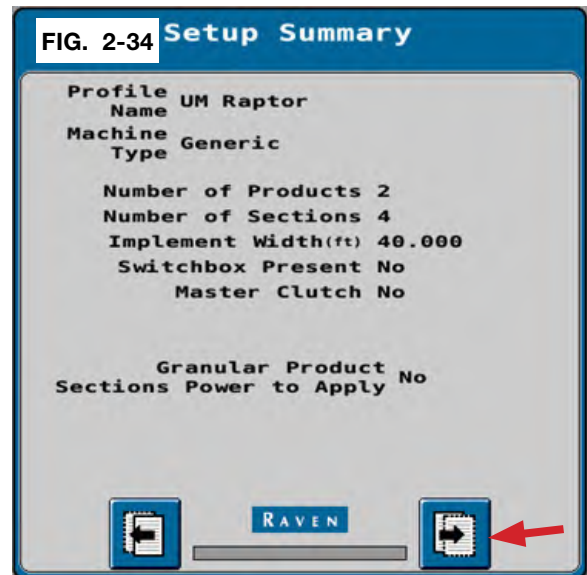 FIG. 2-34 Setup Summary
Profile
Name UM Raptor
Machine
Type Generic
Number of Products 2
Number of Sections 4
Implement Width(ft) 40.000
Switchbox Present No
Master Clutch No
Granular Product
Sections Power to Apply No
RAVEN